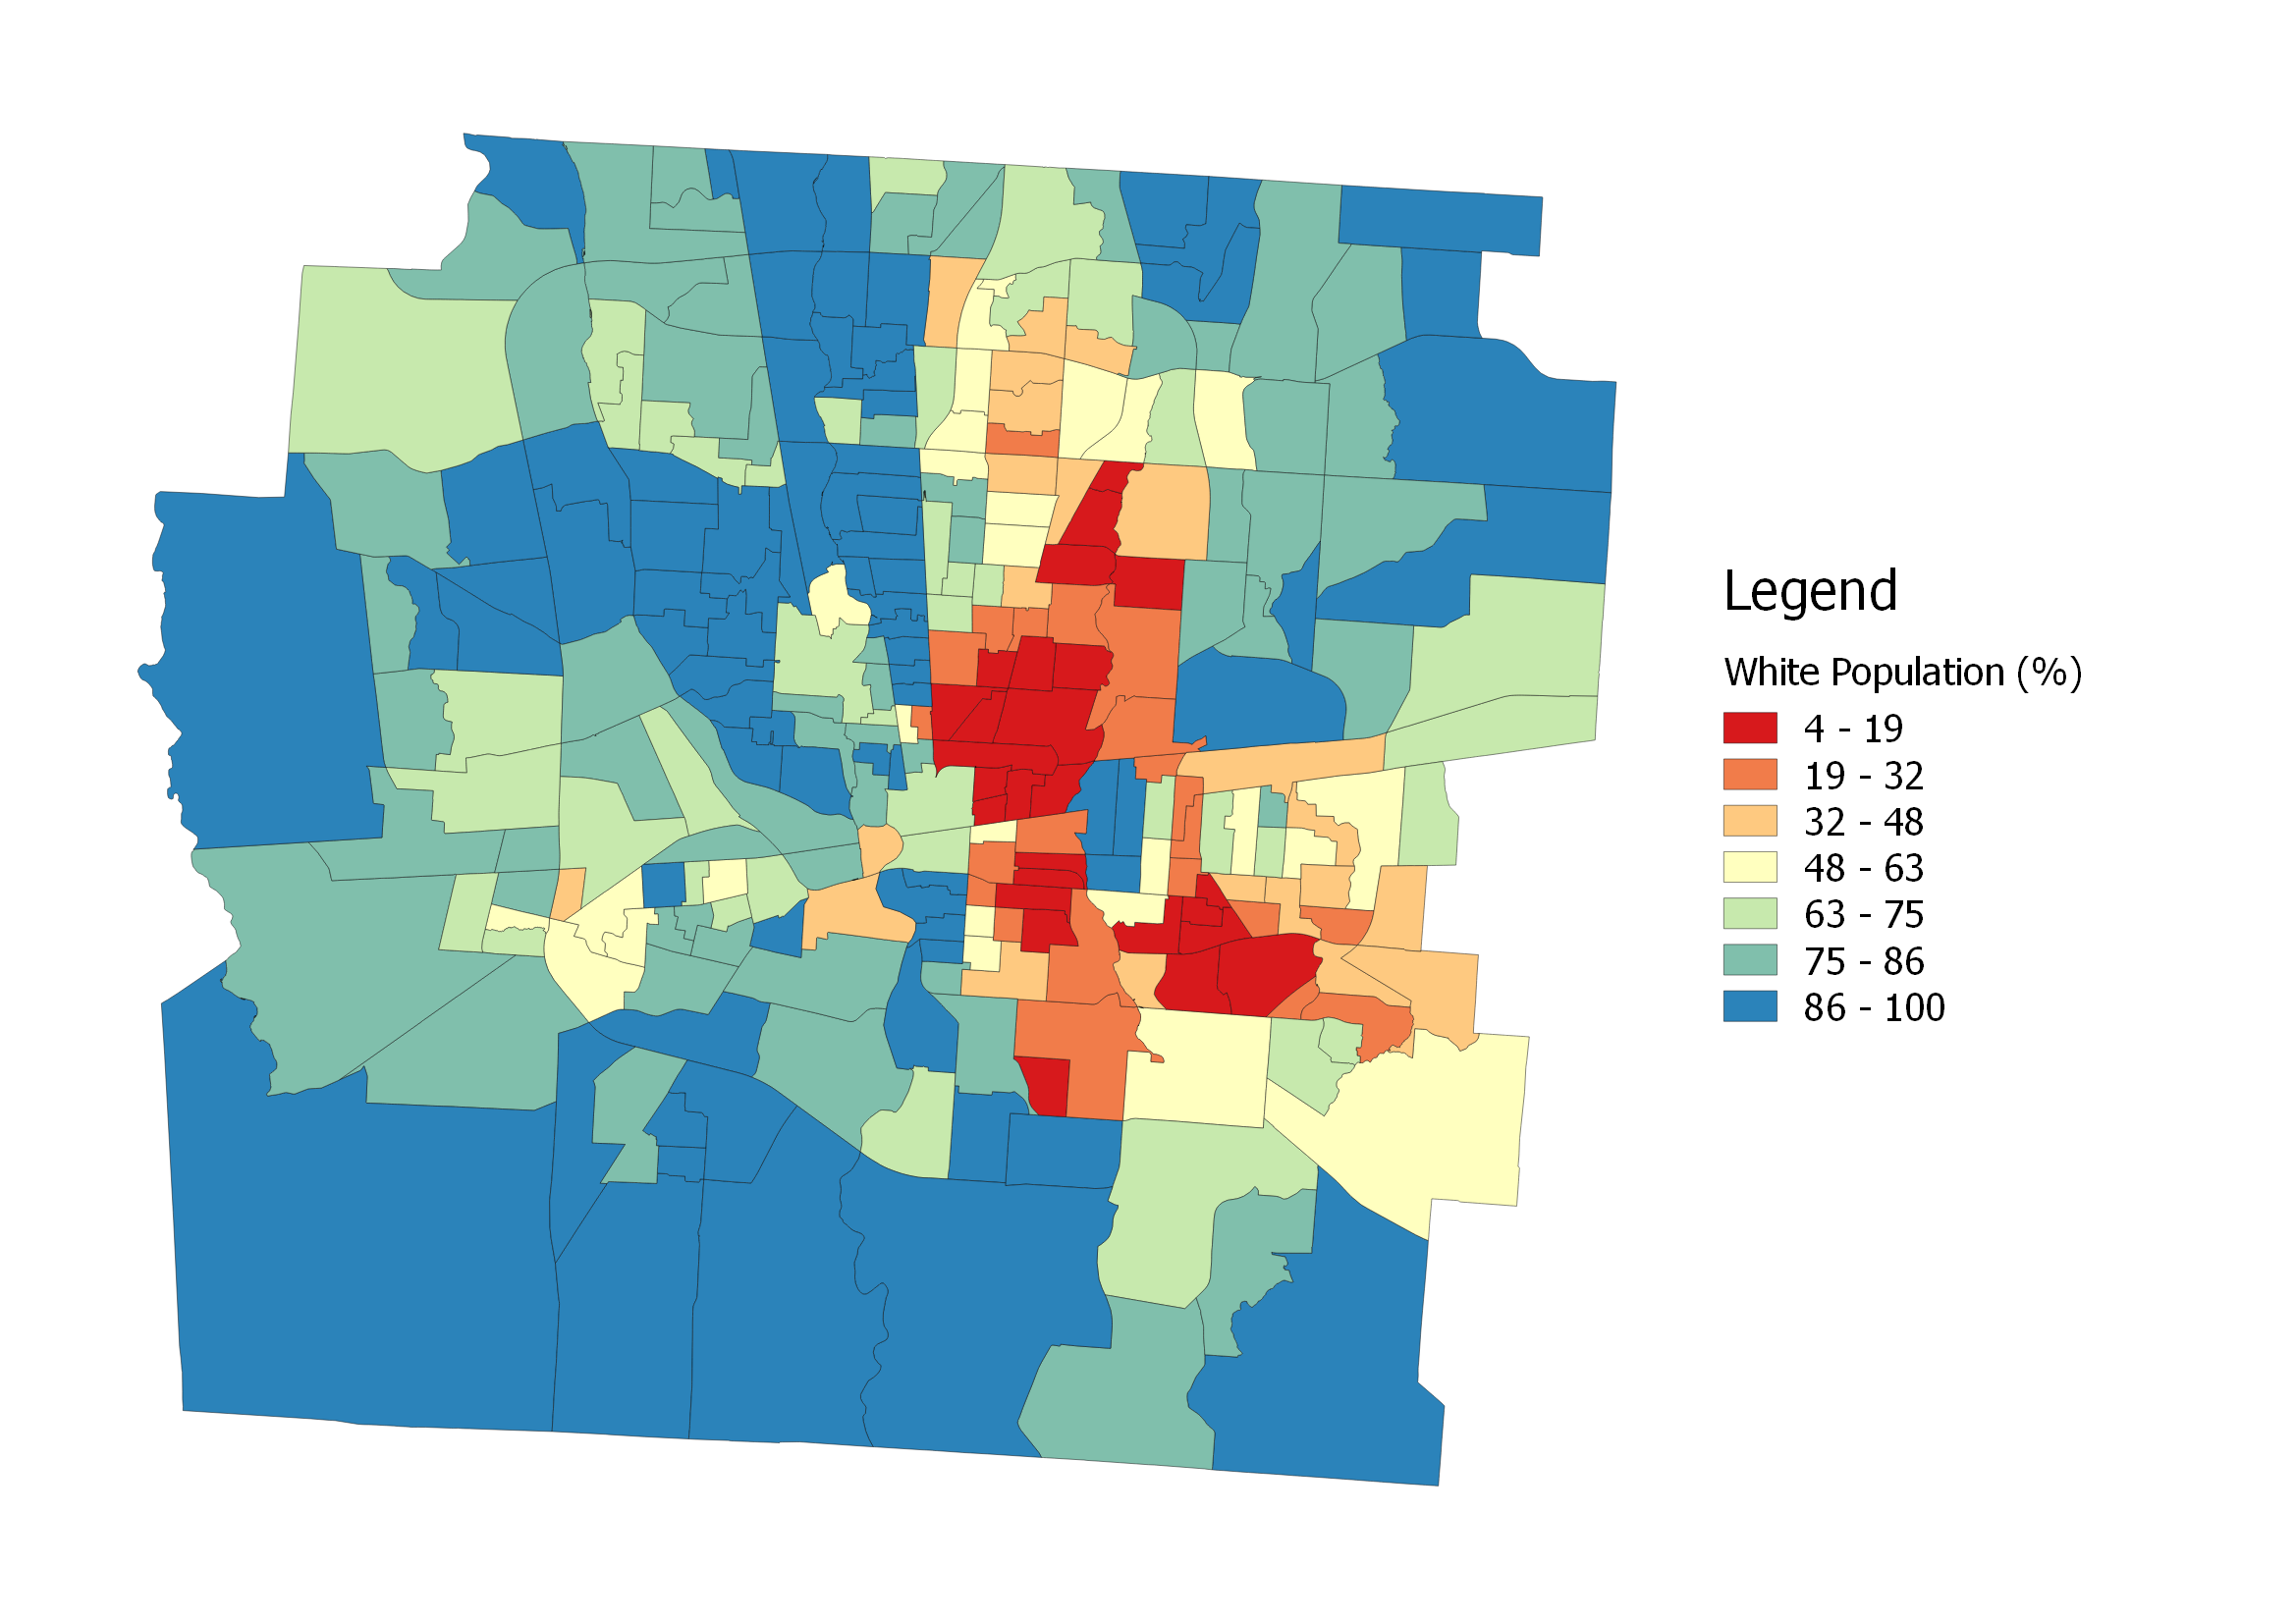 Legend
White Population (%)
4 - 19
19 - 32
32 - 48
48 - 63
63 - 75
75 - 86
86 - 100